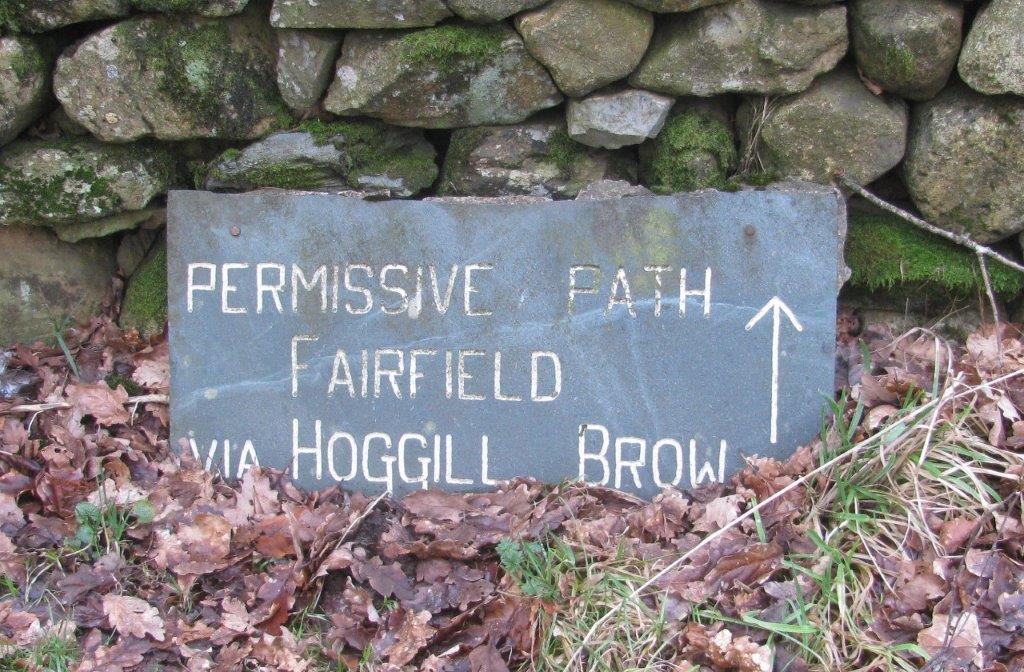 PERMISSIVE PATH
FAIRFIELD
VIA HOGGILL BROW